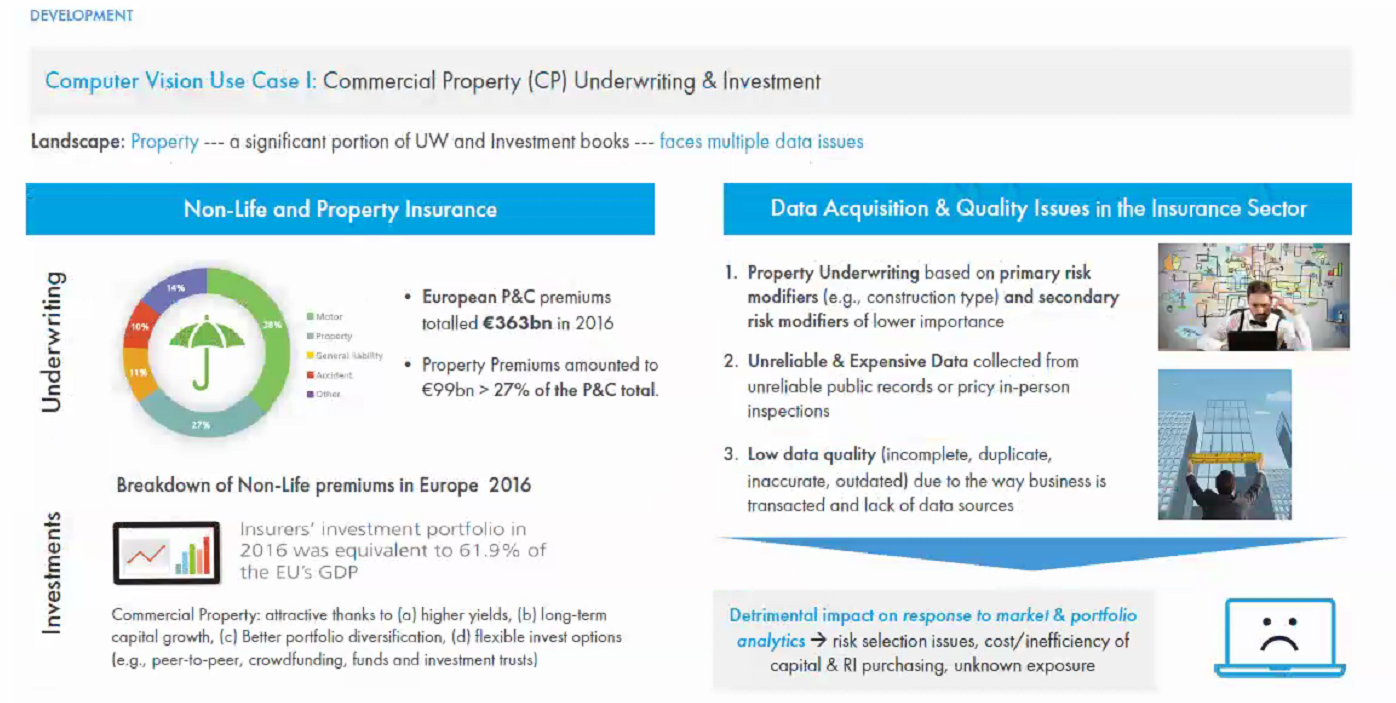 DEVELOPMENT
Computer Vision Use Case I: Commercial Property (CP) Underwriting & Investment
Landscape: Property --- a significant portion of UW and Investment books --- faces multiple data issues
Non-Life and Property Insurance
Underwriting
14%
10%
38%
11%
27%
Motor
Property
General liability
Accident
Other
• European P&C premiums
totalled €363bn in 2016
• Property Premiums amounted to
€99bn > 27% of the P&C total.
Breakdown of Non-Life premiums in Europe 2016
Investments
Insurers' investment portfolio in
2016 was equivalent to 61.9% of
the EU's GDP
Commercial Property: attractive thanks to (a) higher yields, (b) long-term
capital growth, (c) Better portfolio diversification, (d) flexible invest options
(e.g., peer-to-peer, crowdfunding, funds and investment trusts)
Data Acquisition & Quality Issues in the Insurance Sector
1. Property Underwriting based on primary risk
modifiers (e.g., construction type) and secondary
risk modifiers of lower importance
2. Unreliable & Expensive Data collected from
unreliable public records or pricy in-person
inspections
3. Low data quality (incomplete, duplicate,
inaccurate, outdated) due to the way business is
transacted and lack of data sources
Detrimental impact on response to market & portfolio
analytics → risk selection issues, cost/inefficiency of
capital & RI purchasing, unknown exposure